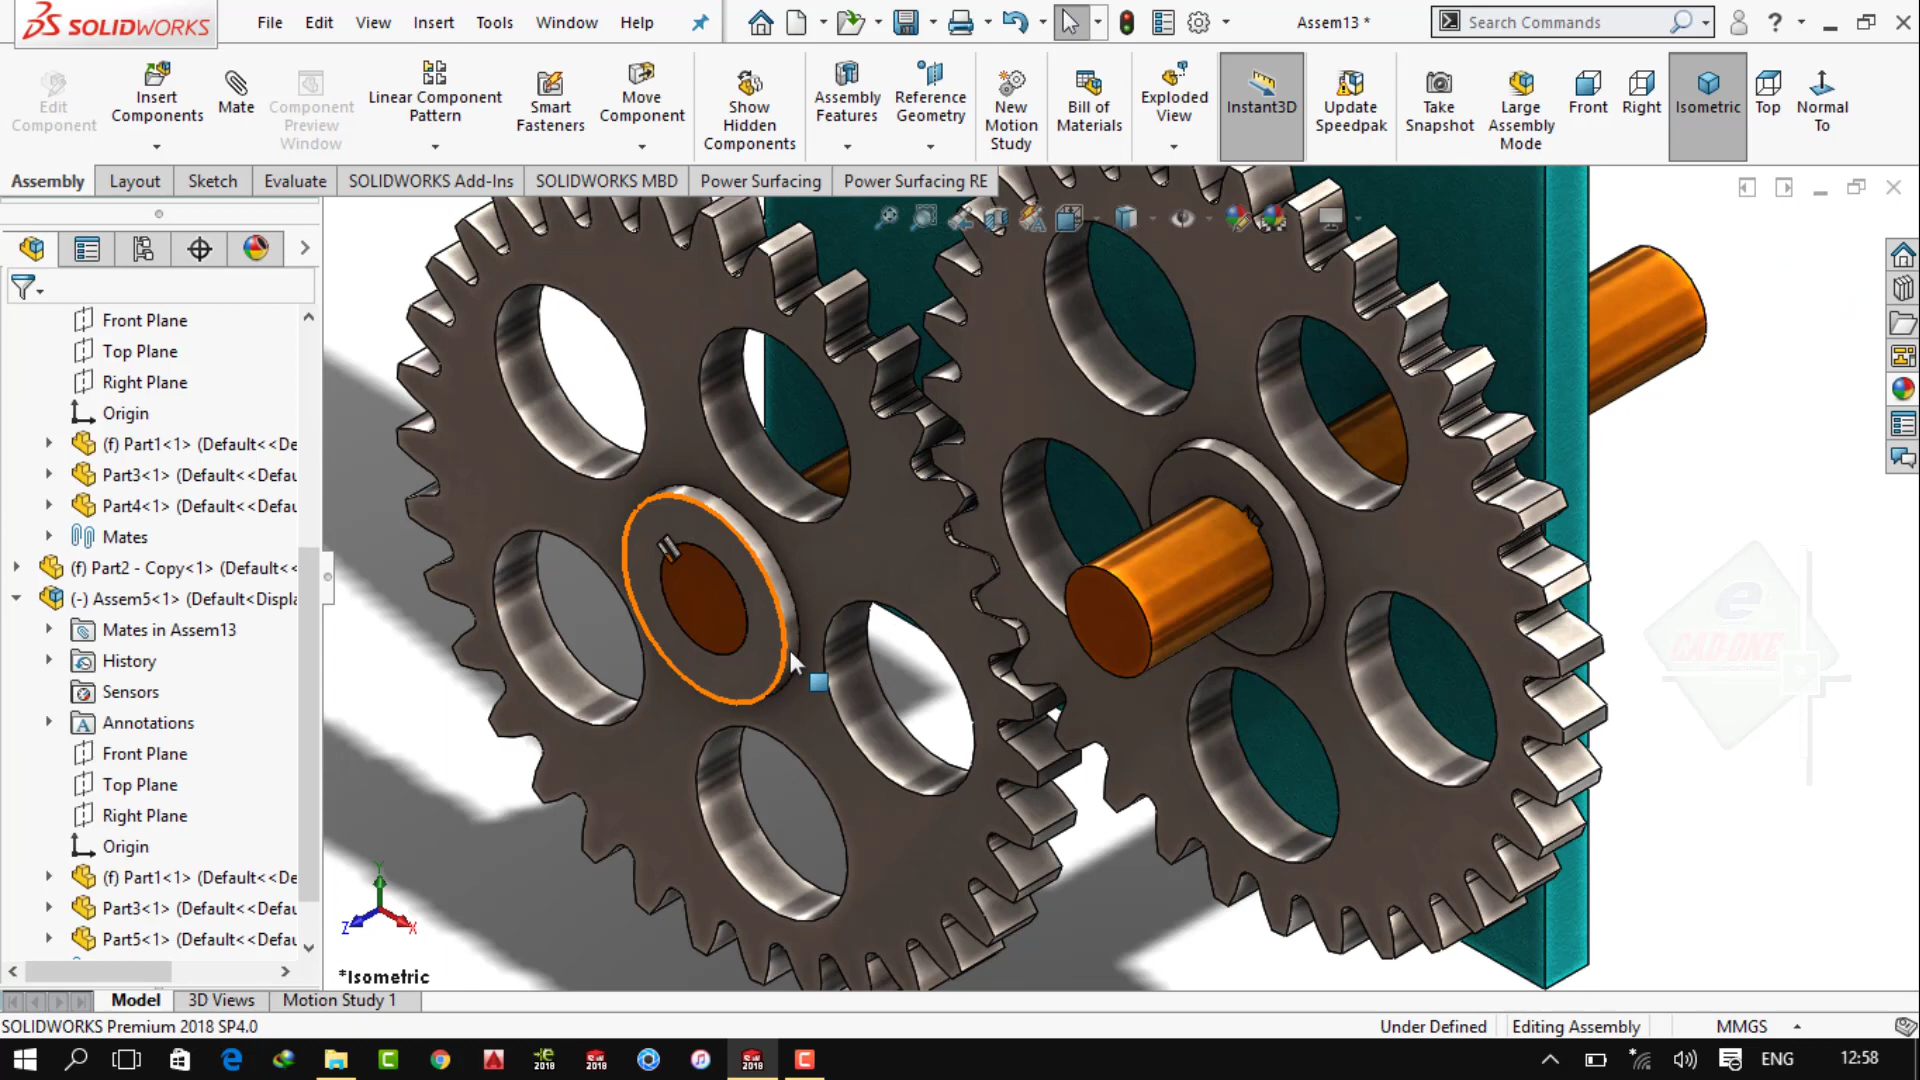 SOLIDWORKS
File Edit View Insert Tools Window Help
Assem13 *
Search Commands
Edit Component
Insert Components
Mate
Component Preview Window
Linear Component Pattern
Smart Fasteners
Move Component
Show Hidden Components
Assembly Features
Reference Geometry
New Motion Study
Bill of Materials
Exploded View
Instant3D
Update Speedpak
Take Snapshot
Large Assembly Mode
Front
Right
Isometric
Top
Normal To
Assembly Layout Sketch Evaluate SOLIDWORKS Add-Ins SOLIDWORKS MBD Power Surfacing Power Surfacing RE
Front Plane
Top Plane
Right Plane
Origin
(f) Part1<1> (Default<<De
Part3<1> (Default<<Defau
Part4<1> (Default<<Defau
Mates
(f) Part2 - Copy<1> (Default<<
(-) Assem5<1> (Default<Displa
Mates in Assem13
History
Sensors
Annotations
Front Plane
Top Plane
Right Plane
Origin
(f) Part1<1> (Default<<De
Part3<1> (Default<<Defau
Part5<1> (Default<<Defau
e
CAD-ONE
Y
Z
X
*Isometric
Model 3D Views Motion Study 1
SOLIDWORKS Premium 2018 SP4.0
Under Defined Editing Assembly MMGS
ENG 12:58